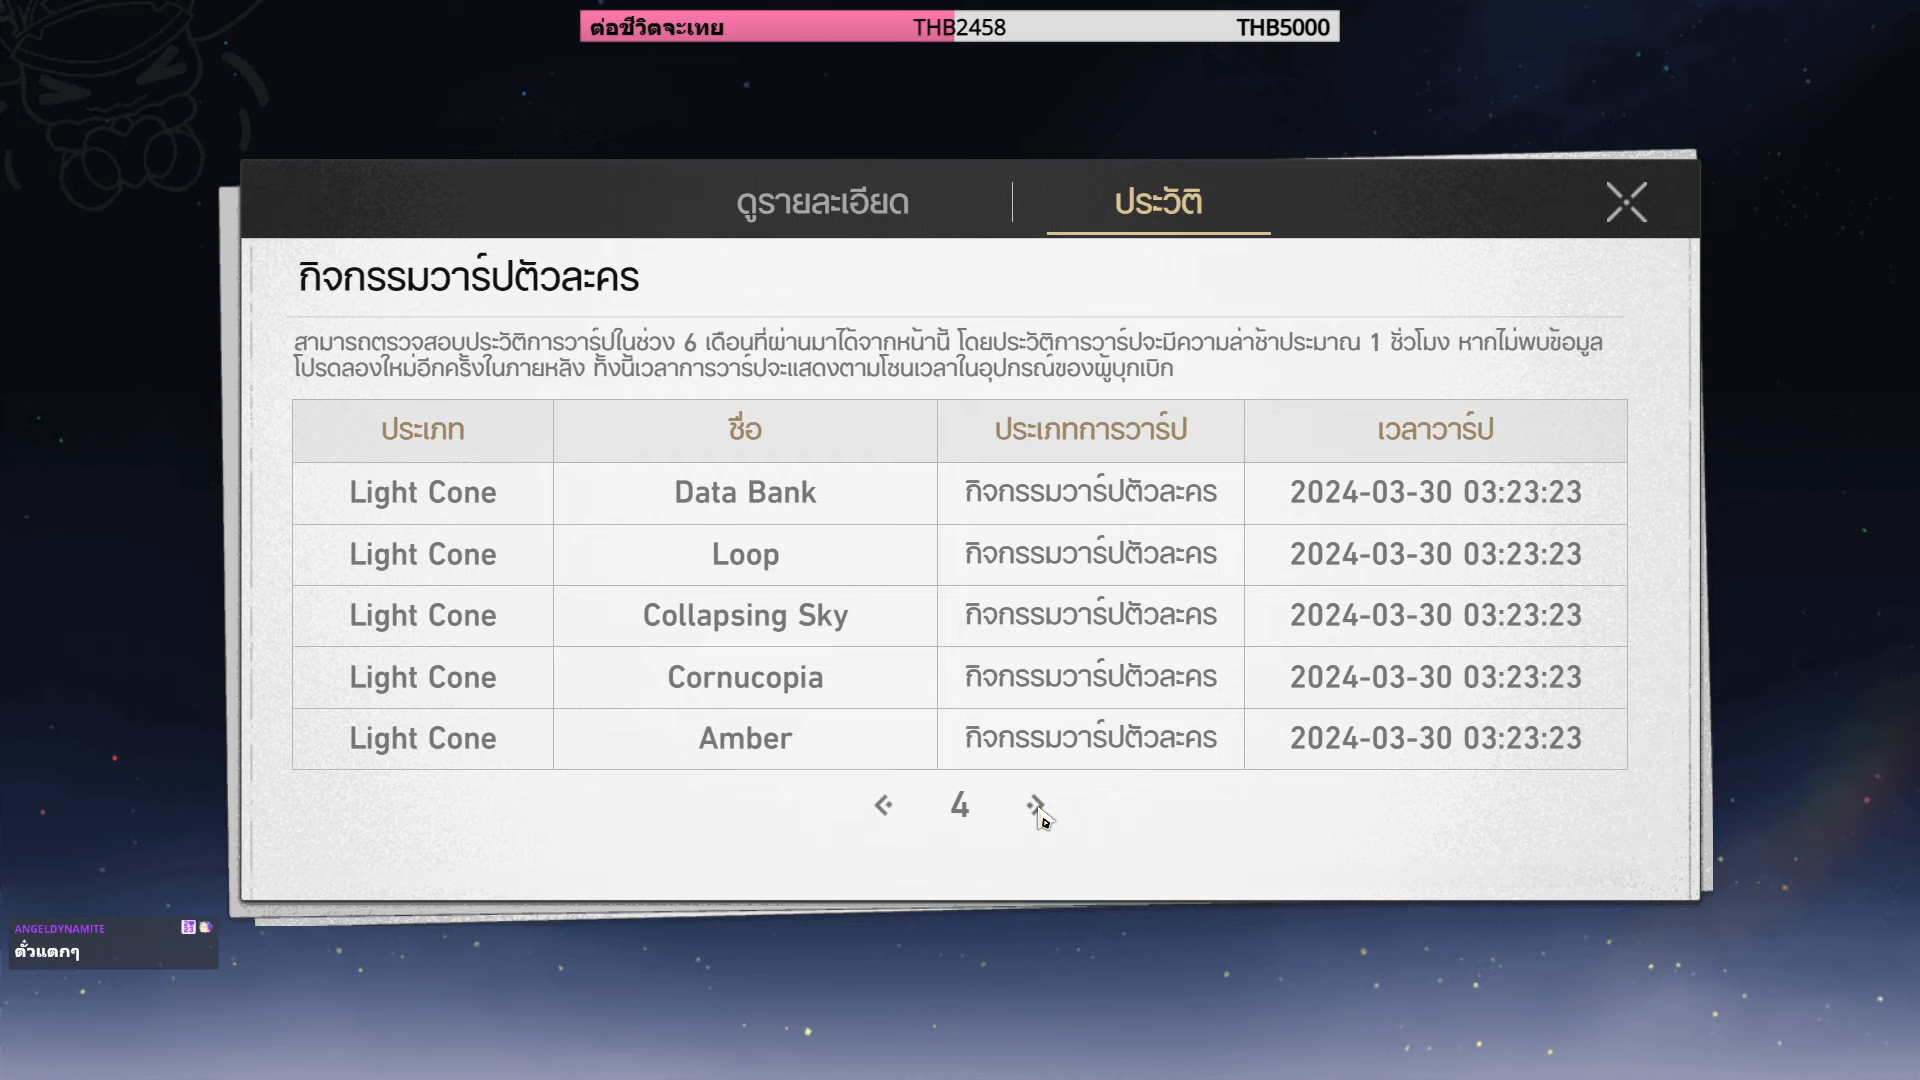 ต่อชีวิตจะเทย THB2458 THB5000
ดูรายละเอียด ประวัติ
กิจกรรมวาร์ปตัวละคร
สามารถตรวจสอบประวัติการวาร์ปในช่วง 6 เดือนที่ผ่านมาได้จากหน้านี้ โดยประวัติการวาร์ปจะมีความล่าช้าประมาณ 1 ชั่วโมง หากไม่พบข้อมูล
โปรดลองใหม่อีกครั้งในภายหลัง ทั้งนี้เวลาการวาร์ปจะแสดงตามโซนเวลาในอุปกรณ์ของผู้บุกเบิก
ประเภท ชื่อ ประเภทการวาร์ป เวลาวาร์ป
Light Cone Data Bank กิจกรรมวาร์ปตัวละคร 2024-03-30 03:23:23
Light Cone Loop กิจกรรมวาร์ปตัวละคร 2024-03-30 03:23:23
Light Cone Collapsing Sky กิจกรรมวาร์ปตัวละคร 2024-03-30 03:23:23
Light Cone Cornucopia กิจกรรมวาร์ปตัวละคร 2024-03-30 03:23:23
Light Cone Amber กิจกรรมวาร์ปตัวละคร 2024-03-30 03:23:23
4
ANGELDYNAMITE
ตั๋วแตกๆ